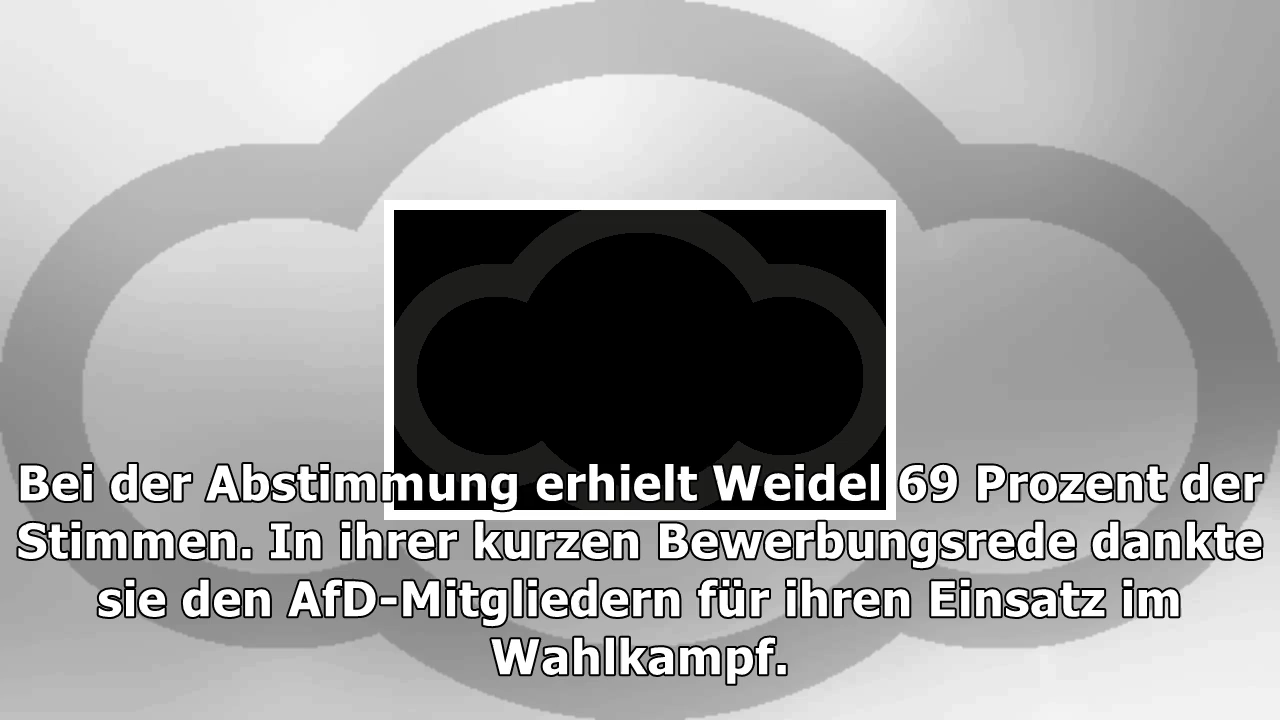 Bei der Abstimmung erhielt Weidel 69 Prozent der
Stimmen. In ihrer kurzen Bewerbungsrede dankte
sie den AfD-Mitgliedern für ihren Einsatz im
Wahlkampf.